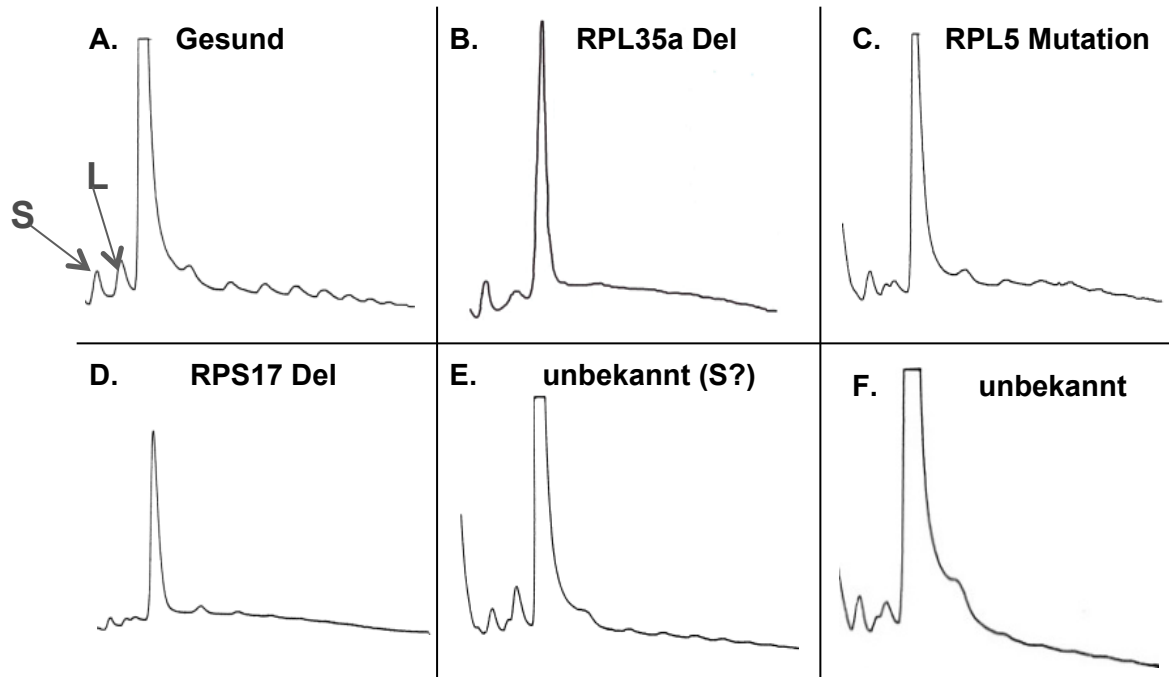 A. Gesund
B. RPL35a Del
C. RPL5 Mutation
L
S
D. RPS17 Del
E. unbekannt (S?)
F. unbekannt